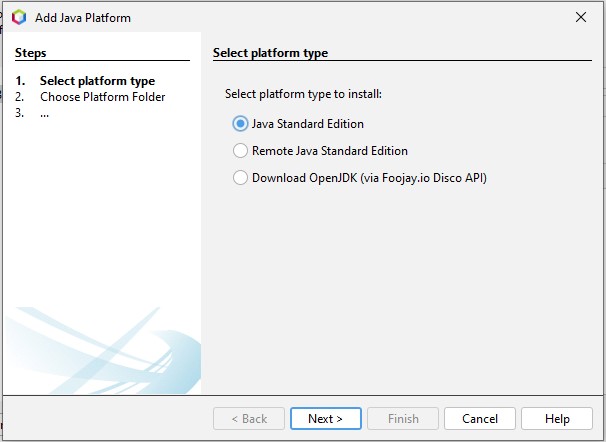 Add Java Platform
Steps
1. Select platform type
2. Choose Platform Folder
3. ...
Select platform type
Select platform type to install:
Java Standard Edition
Remote Java Standard Edition
Download OpenJDK (via Foojay.io Disco API)
< Back
Next >
Finish
Cancel
Help